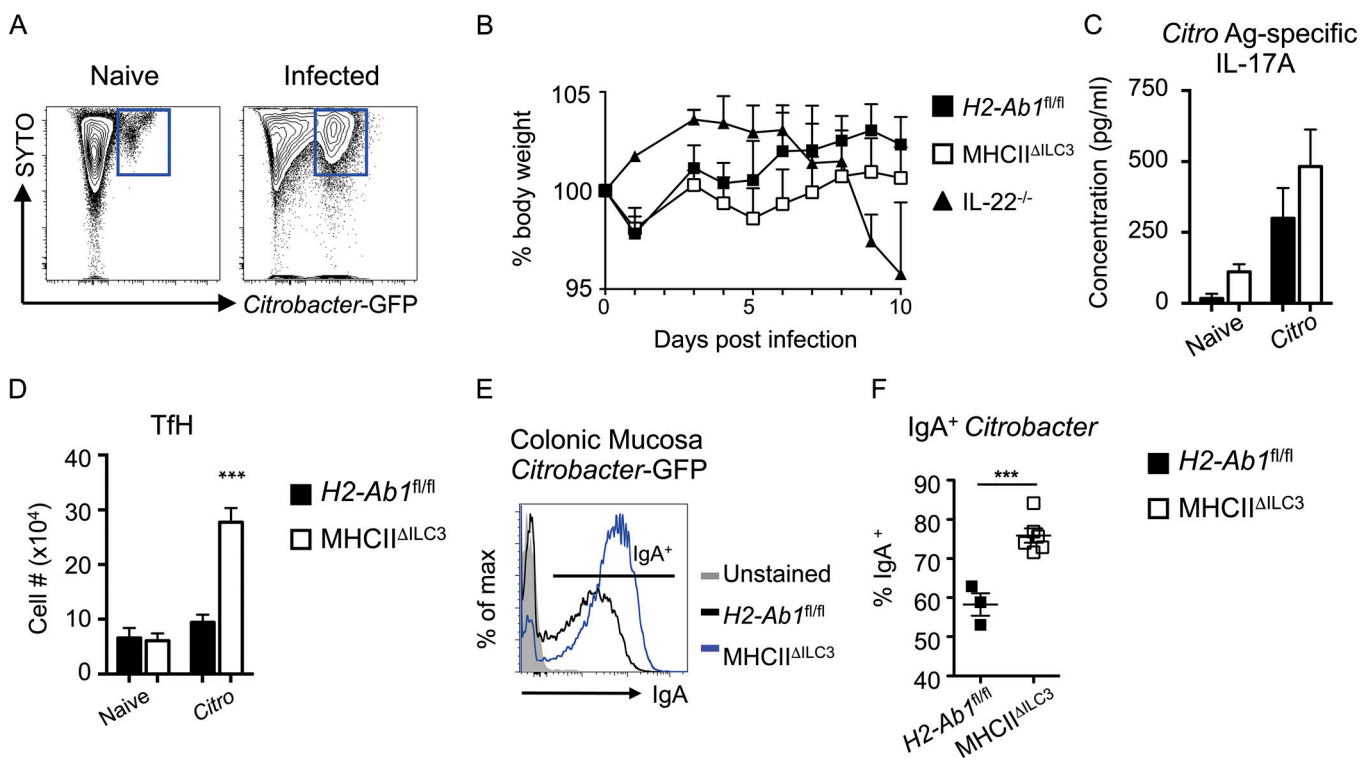 A
Naive
Infected
SYTO
Citrobacter-GFP
B
% body weight
105
100
95
0
5
10
Days post infection
H2-Ab1fl/fl
MHCIIΔILC3
IL-22-/-
C
Citro Ag-specific
IL-17A
Concentration (pg/ml)
750
500
250
0
Naive
Citro
D
TfH
Cell # (x10⁴)
40
30
20
10
0
***
Naive
Citro
H2-Ab1fl/fl
MHCIIΔILC3
E
Colonic Mucosa
Citrobacter-GFP
% of max
IgA+
IgA
Unstained
H2-Ab1fl/fl
MHCIIΔILC3
F
IgA+ Citrobacter
% IgA +
90
80
70
60
50
40
***
H2-Ab1fl/fl
MHCIIΔILC3
H2-Ab1fl/fl
MHCIIΔILC3